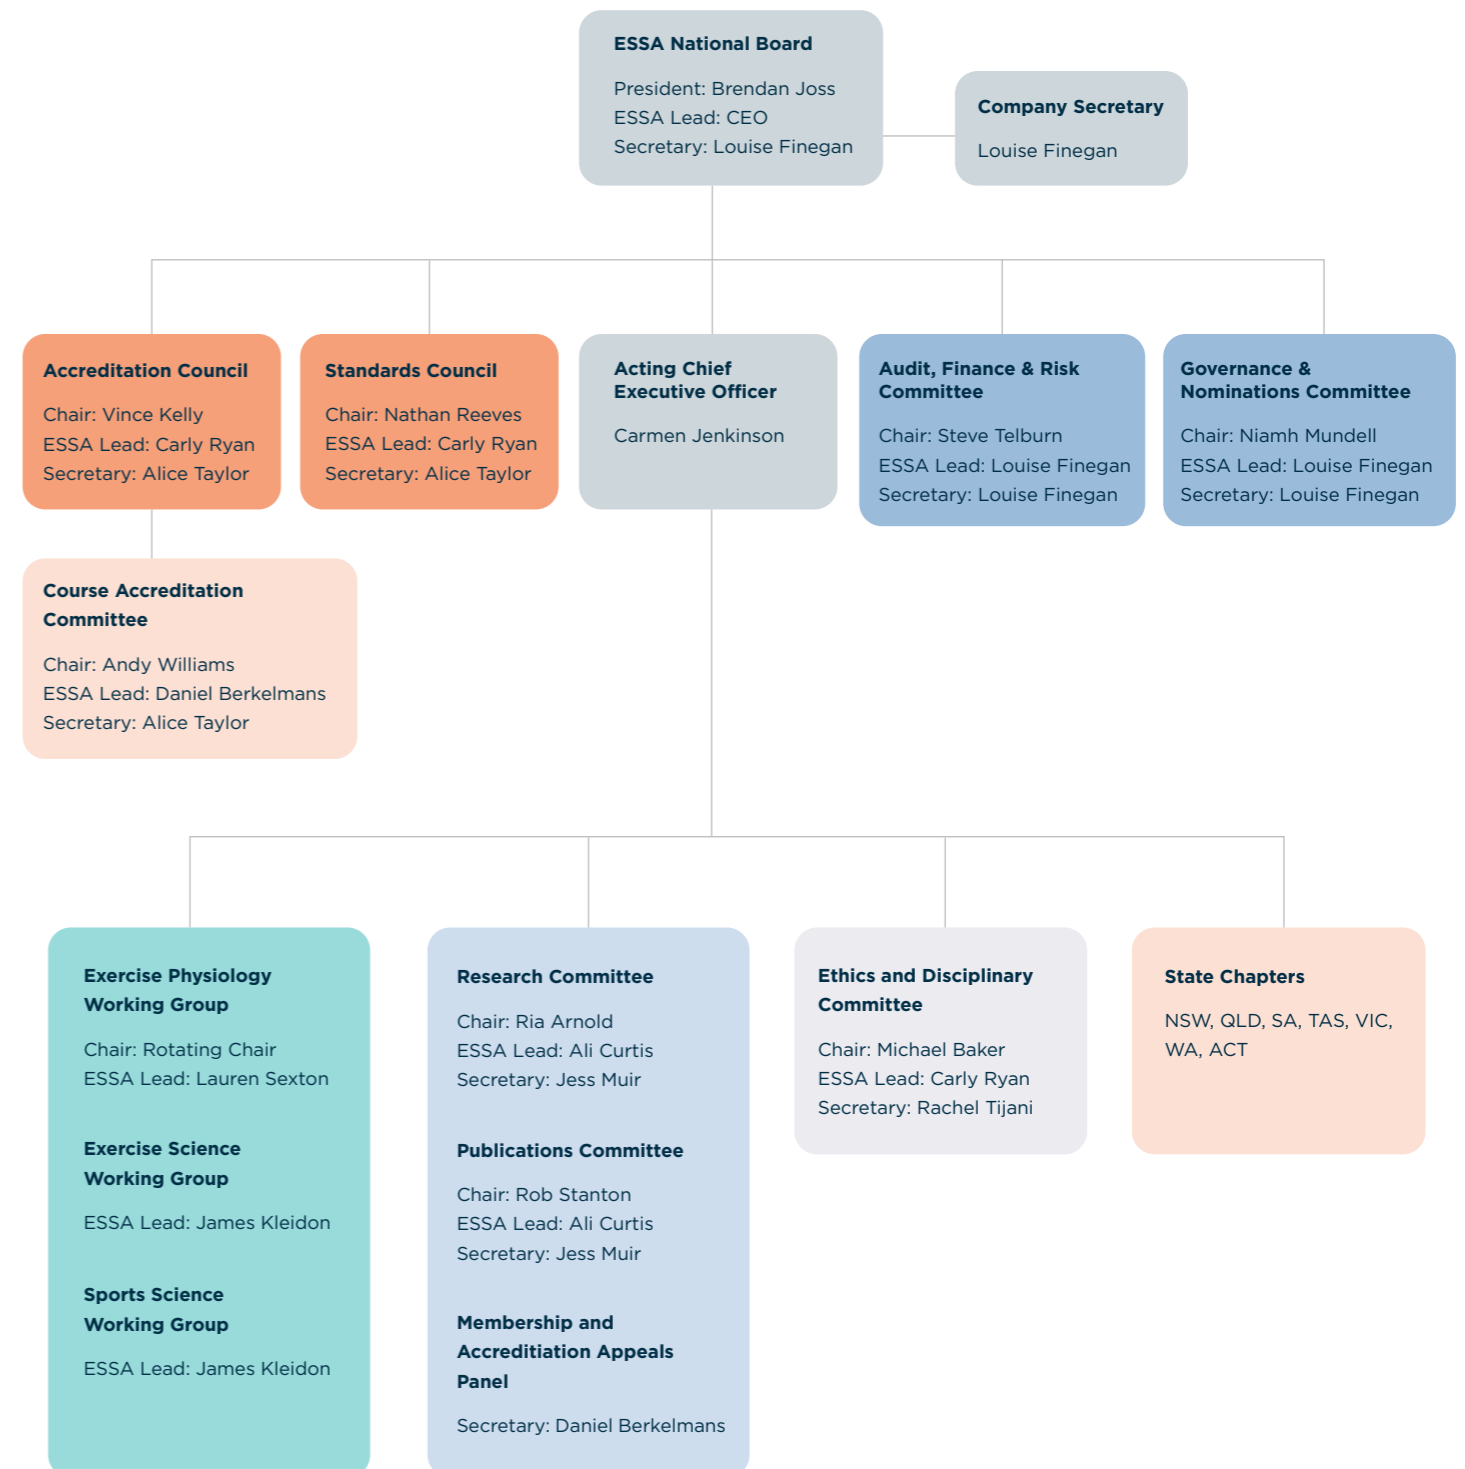 ESSA National Board
President: Brendan Joss
ESSA Lead: CEO
Secretary: Louise Finegan
Company Secretary
Louise Finegan
Accreditation Council
Chair: Vince Kelly
ESSA Lead: Carly Ryan
Secretary: Alice Taylor
Standards Council
Chair: Nathan Reeves
ESSA Lead: Carly Ryan
Secretary: Alice Taylor
Acting Chief
Executive Officer
Carmen Jenkinson
Audit, Finance & Risk
Committee
Chair: Steve Telburn
ESSA Lead: Louise Finegan
Secretary: Louise Finegan
Governance &
Nominations Committee
Chair: Niamh Mundell
ESSA Lead: Louise Finegan
Secretary: Louise Finegan
Course Accreditation
Committee
Chair: Andy Williams
ESSA Lead: Daniel Berkelmans
Secretary: Alice Taylor
Exercise Physiology
Working Group
Chair: Rotating Chair
ESSA Lead: Lauren Sexton
Exercise Science
Working Group
ESSA Lead: James Kleidon
Sports Science
Working Group
ESSA Lead: James Kleidon
Research Committee
Chair: Ria Arnold
ESSA Lead: Ali Curtis
Secretary: Jess Muir
Publications Committee
Chair: Rob Stanton
ESSA Lead: Ali Curtis
Secretary: Jess Muir
Membership and
Accreditiation Appeals
Panel
Secretary: Daniel Berkelmans
Ethics and Disciplinary
Committee
Chair: Michael Baker
ESSA Lead: Carly Ryan
Secretary: Rachel Tijani
State Chapters
NSW, QLD, SA, TAS, VIC,
WA, ACT